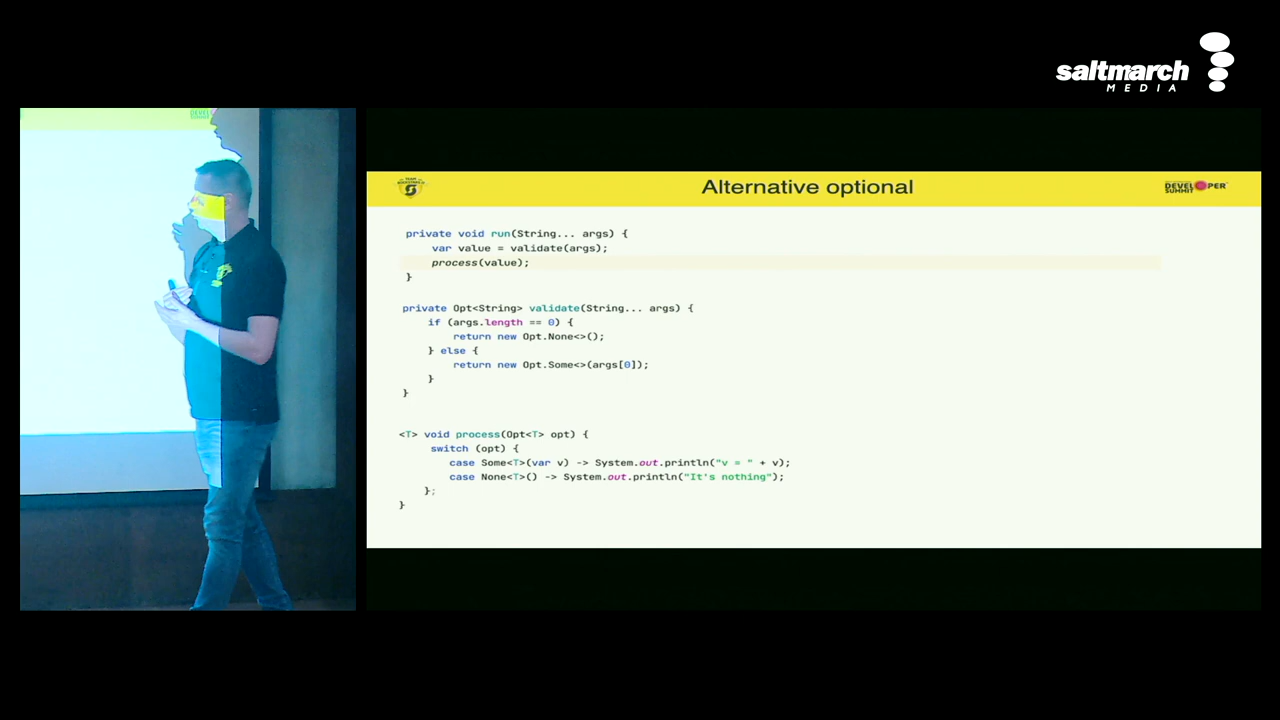 saltmarch
MEDIA
Alternative optional
DEVELOPER
SUMMIT
private void run(String... args) {
var value = validate(args);
process(value);
}
private Opt<String> validate(String... args) {
if (args.length == 0) {
return new Opt.None<>();
} else {
return new Opt.Some<>(args[0]);
}
}
<T> void process(Opt<T> opt) {
switch (opt) {
case Some<T>(var v) -> System.out.println("v = " + v);
case None<T>() -> System.out.println("It's nothing");
};
}